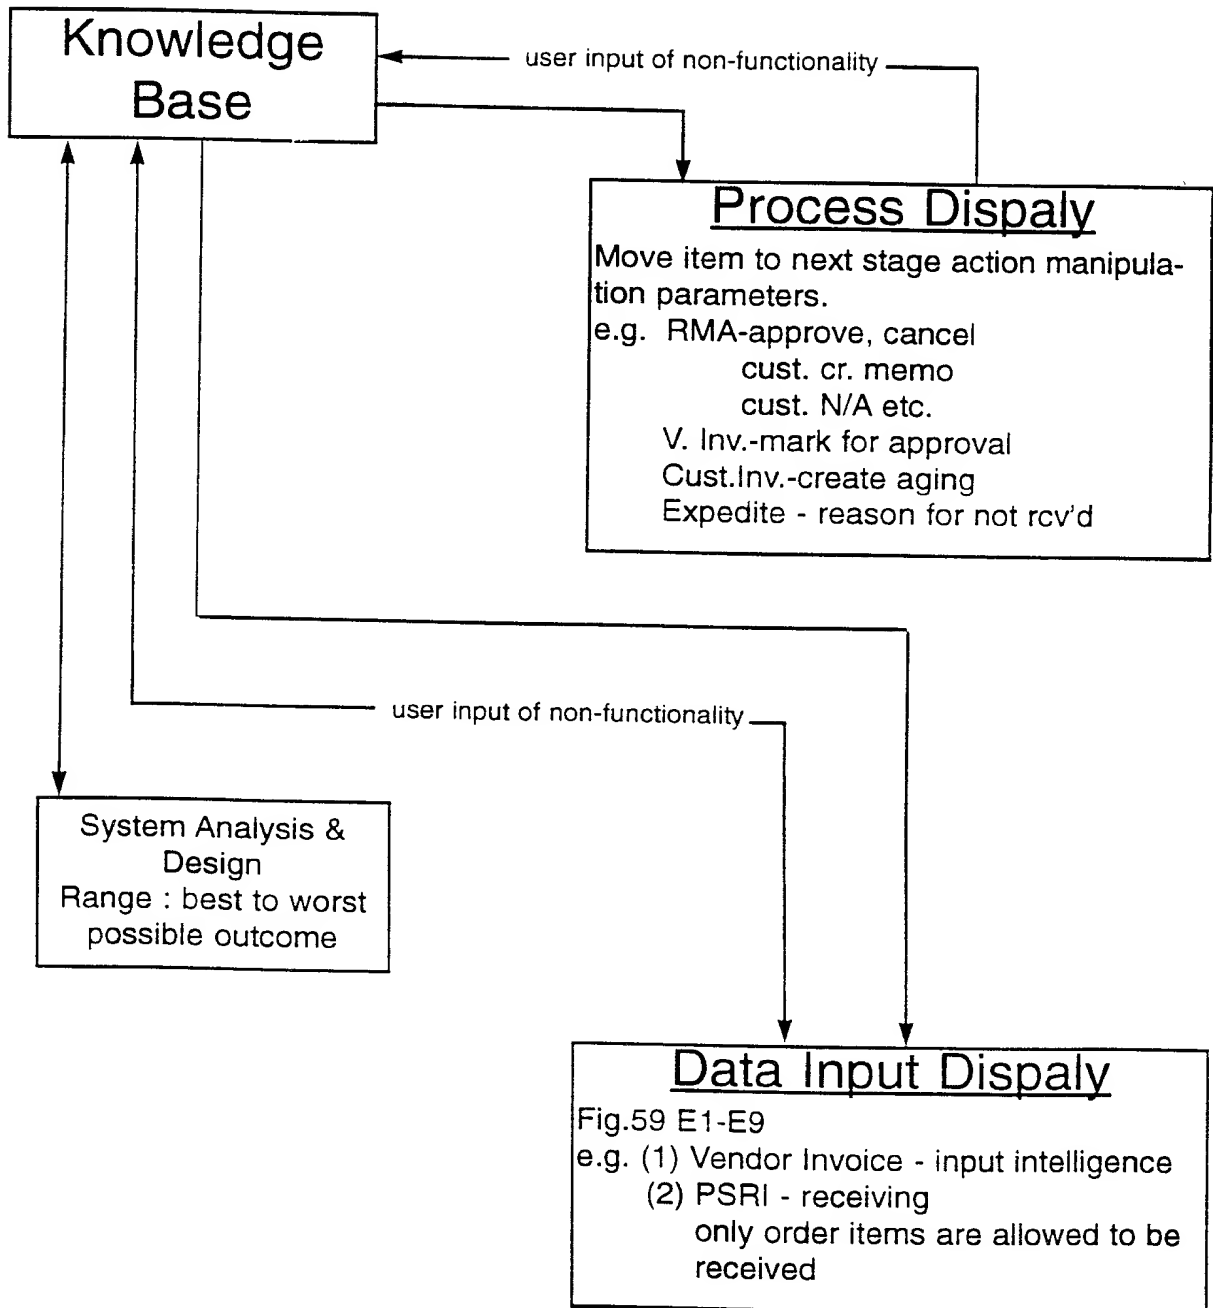 Knowledge
Base
user input of non-functionality
Process Dispaly
Move item to next stage action manipula-
tion parameters.
e.g. RMA-approve, cancel
cust. cr. memo
cust. N/A etc.
V. Inv.-mark for approval
Cust.Inv.-create aging
Expedite - reason for not rcv'd
user input of non-functionality
System Analysis &
Design
Range : best to worst
possible outcome
Data Input Dispaly
Fig.59 E1-E9
e.g. (1) Vendor Invoice - input intelligence
(2) PSRI - receiving
only order items are allowed to be
received